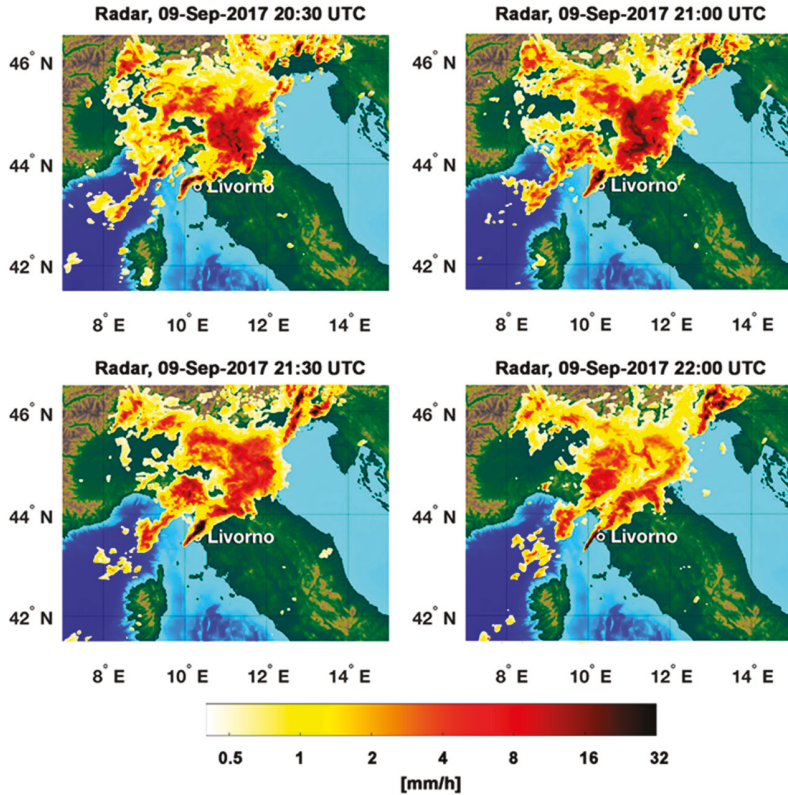 Radar, 09-Sep-2017 20:30 UTC
46° N
44° N
42° N
Livorno
8° E 10° E 12° E 14° E
Radar, 09-Sep-2017 21:00 UTC
46° N
44° N
42° N
Livorno
8° E 10° E 12° E 14° E
Radar, 09-Sep-2017 21:30 UTC
46° N
44° N
42° N
Livorno
8° E 10° E 12° E 14° E
Radar, 09-Sep-2017 22:00 UTC
46° N
44° N
42° N
Livorno
8° E 10° E 12° E 14° E
0.5 1 2 4 8 16 32
[mm/h]